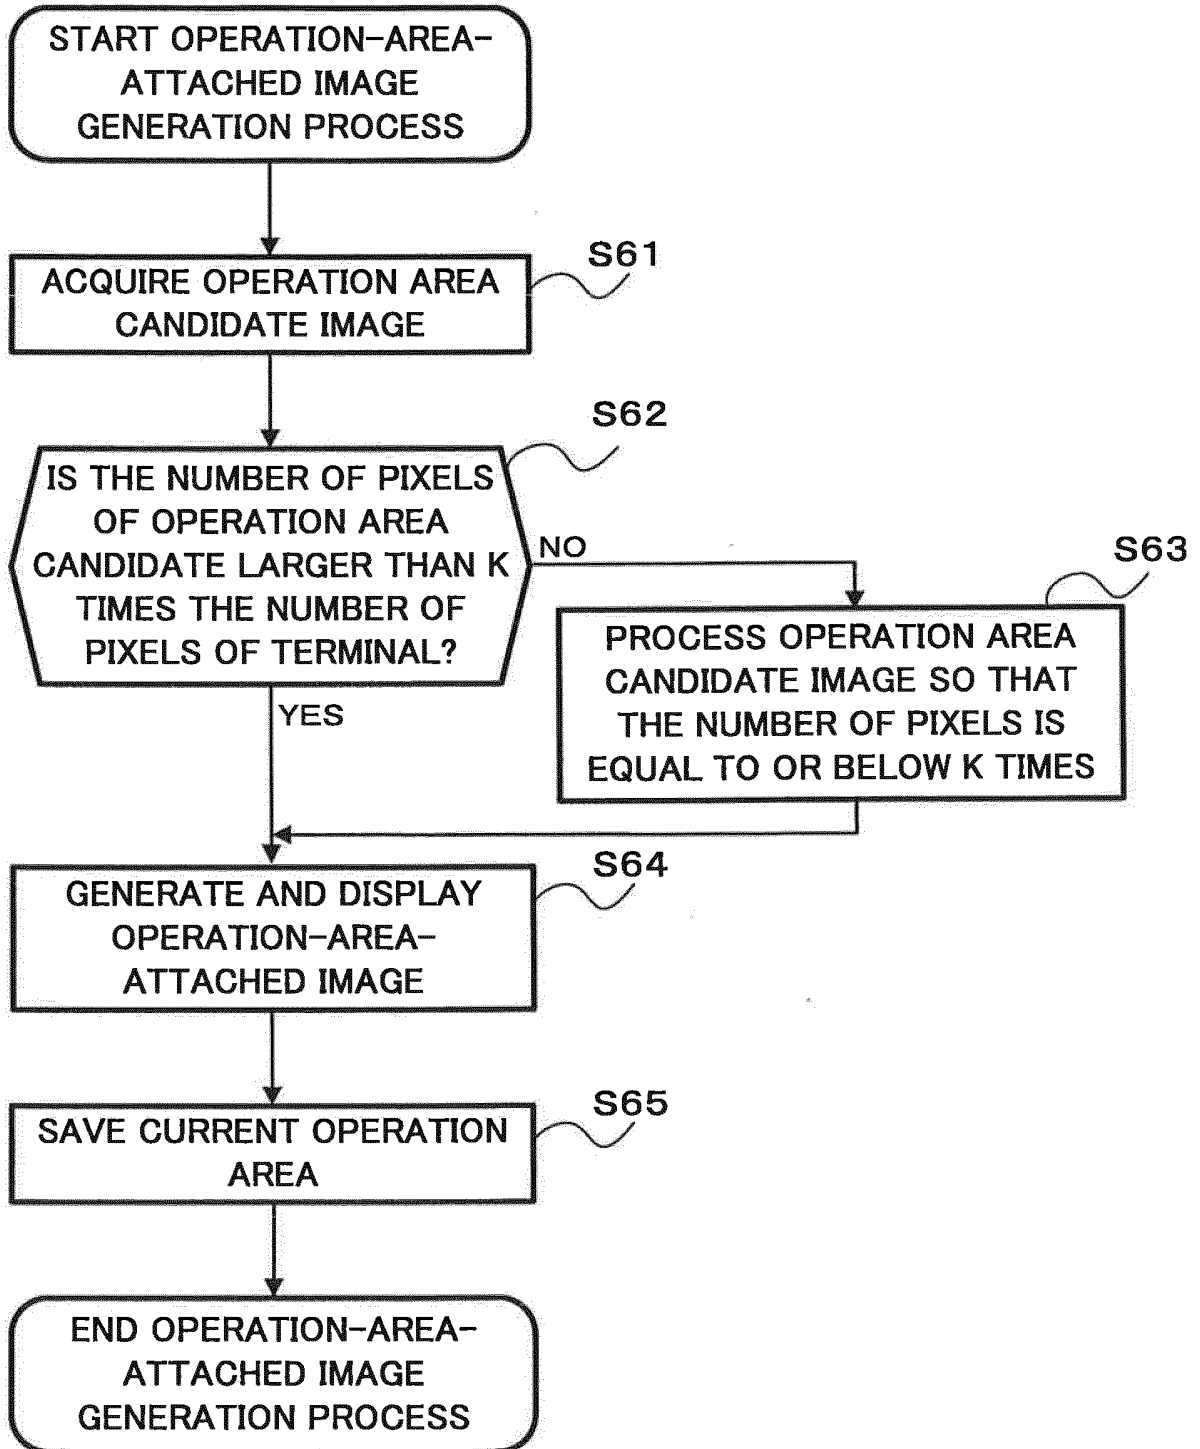 START OPERATION-AREA-
ATTACHED IMAGE
GENERATION PROCESS
S61
ACQUIRE OPERATION AREA
CANDIDATE IMAGE
S62
IS THE NUMBER OF PIXELS
OF OPERATION AREA
CANDIDATE LARGER THAN K
TIMES THE NUMBER OF
PIXELS OF TERMINAL?
NO
YES
S63
PROCESS OPERATION AREA
CANDIDATE IMAGE SO THAT
THE NUMBER OF PIXELS IS
EQUAL TO OR BELOW K TIMES
S64
GENERATE AND DISPLAY
OPERATION-AREA-
ATTACHED IMAGE
S65
SAVE CURRENT OPERATION
AREA
END OPERATION-AREA-
ATTACHED IMAGE
GENERATION PROCESS